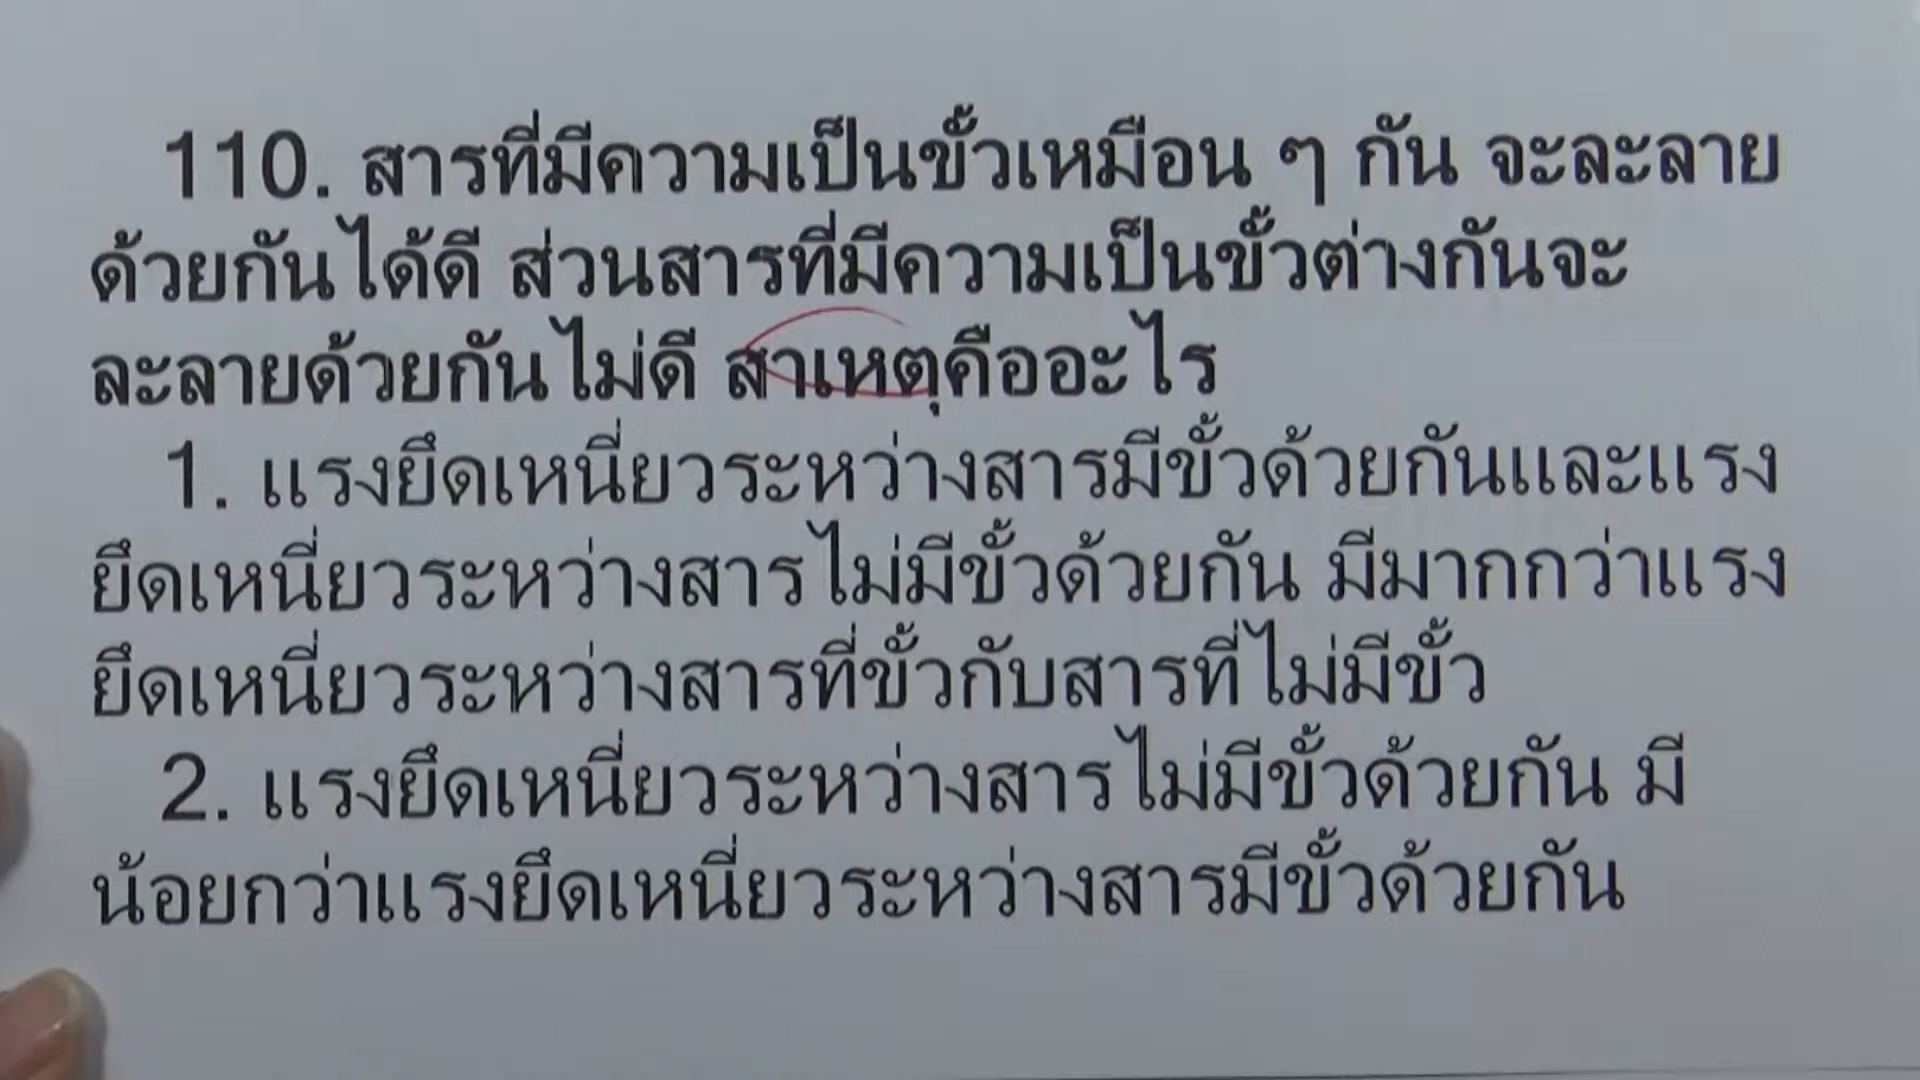 110. สารที่มีความเป็นขั้วเหมือน ๆ กัน จะละลาย
ด้วยกันได้ดี ส่วนสารที่มีความเป็นขั้วต่างกันจะ
ละลายด้วยกันไม่ดี สาเหตุคืออะไร
1. แรงยึดเหนี่ยวระหว่างสารมีขั้วด้วยกันและแรง
ยึดเหนี่ยวระหว่างสารไม่มีขั้วด้วยกัน มีมากกว่าแรง
ยึดเหนี่ยวระหว่างสารที่ขั้วกับสารที่ไม่มีขั้ว
2. แรงยึดเหนี่ยวระหว่างสารไม่มีขั้วด้วยกัน มี
น้อยกว่าแรงยึดเหนี่ยวระหว่างสารมีขั้วด้วยกัน